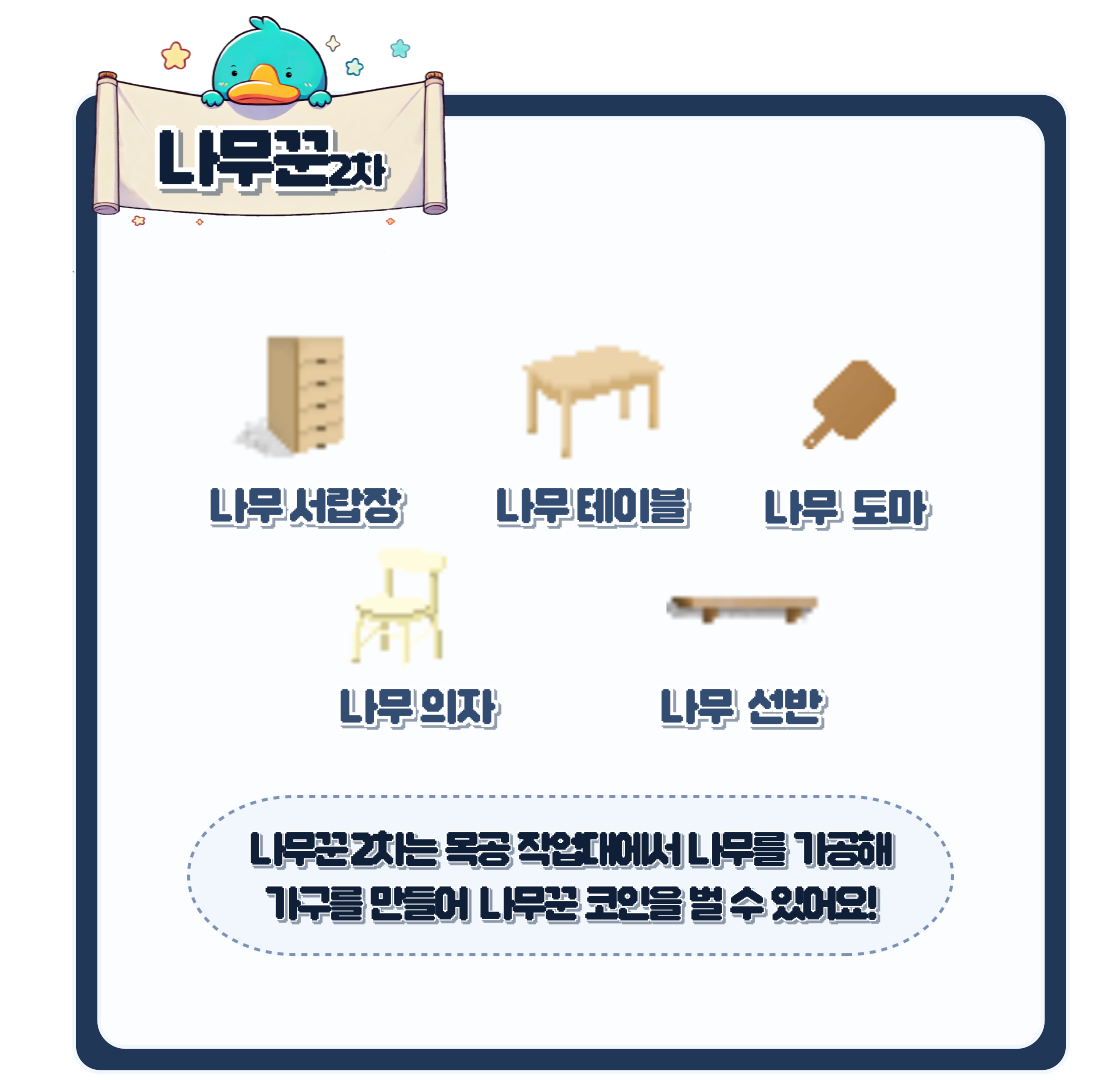 나무꾼2차
나무 서랍장
나무 테이블
나무 도마
나무 의자
나무 선반
나무꾼 2차는 목공 작업대에서 나무를 가공해
가구를 만들어 나무꾼 코인을 벌 수 있어요!